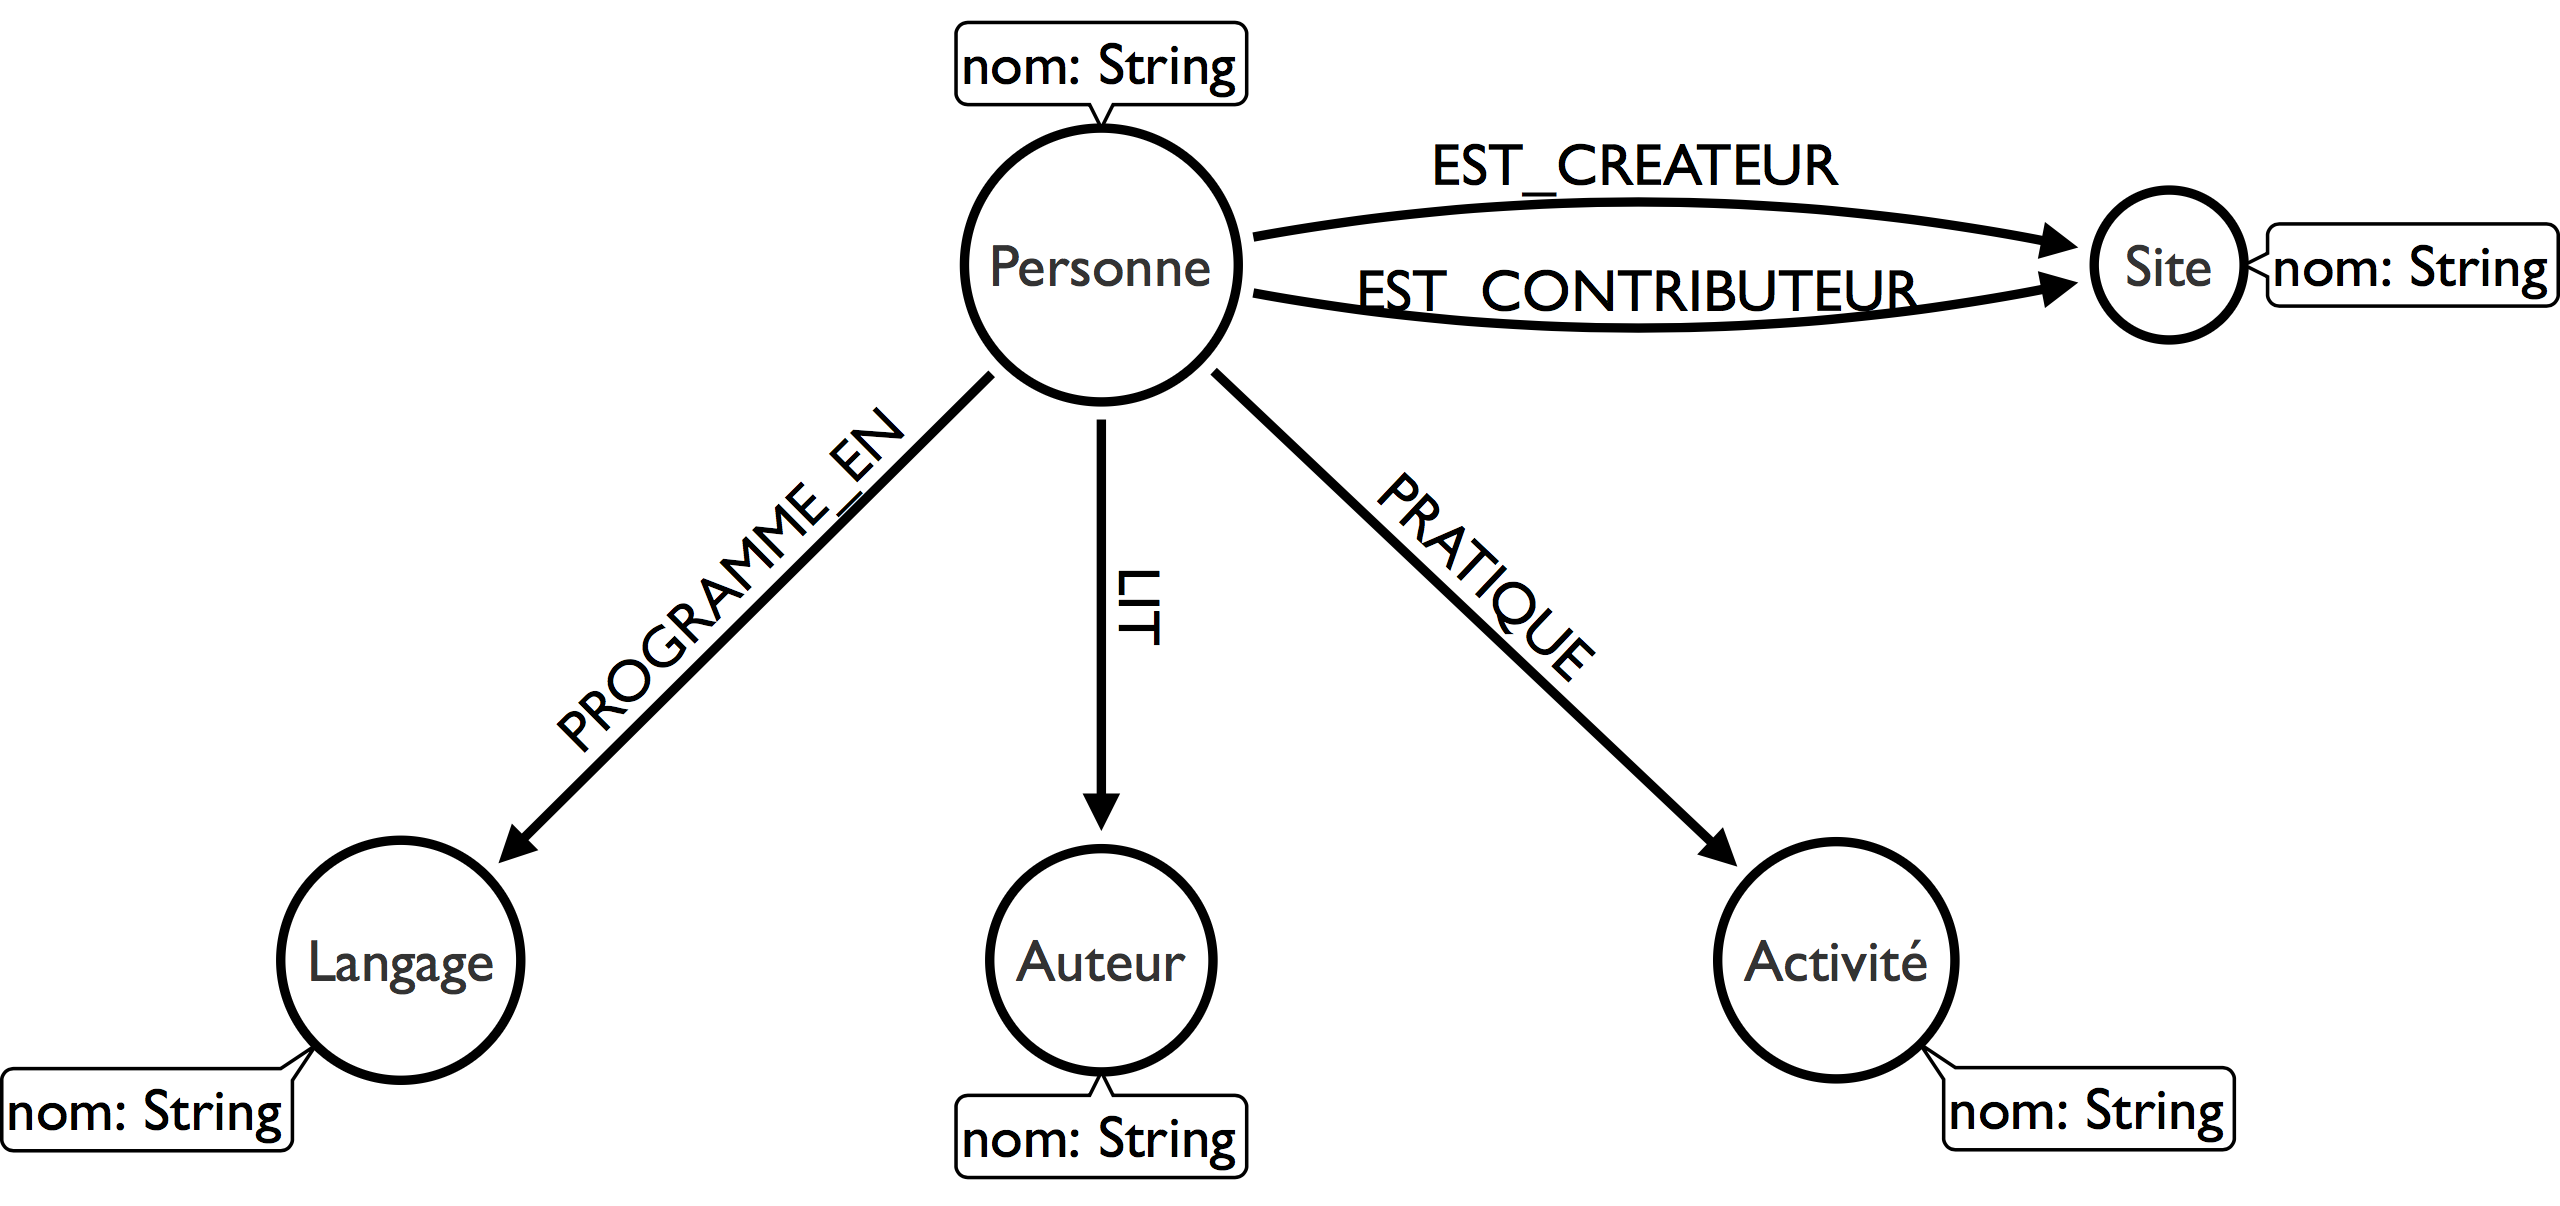 nom: String
EST_CREATEUR
Personne
Site
nom: String
EST_CONTRIBUTEUR
PROGRAMME_EN
LIT
PRATIQUE
Langage
Auteur
Activité
nom: String
nom: String
nom: String